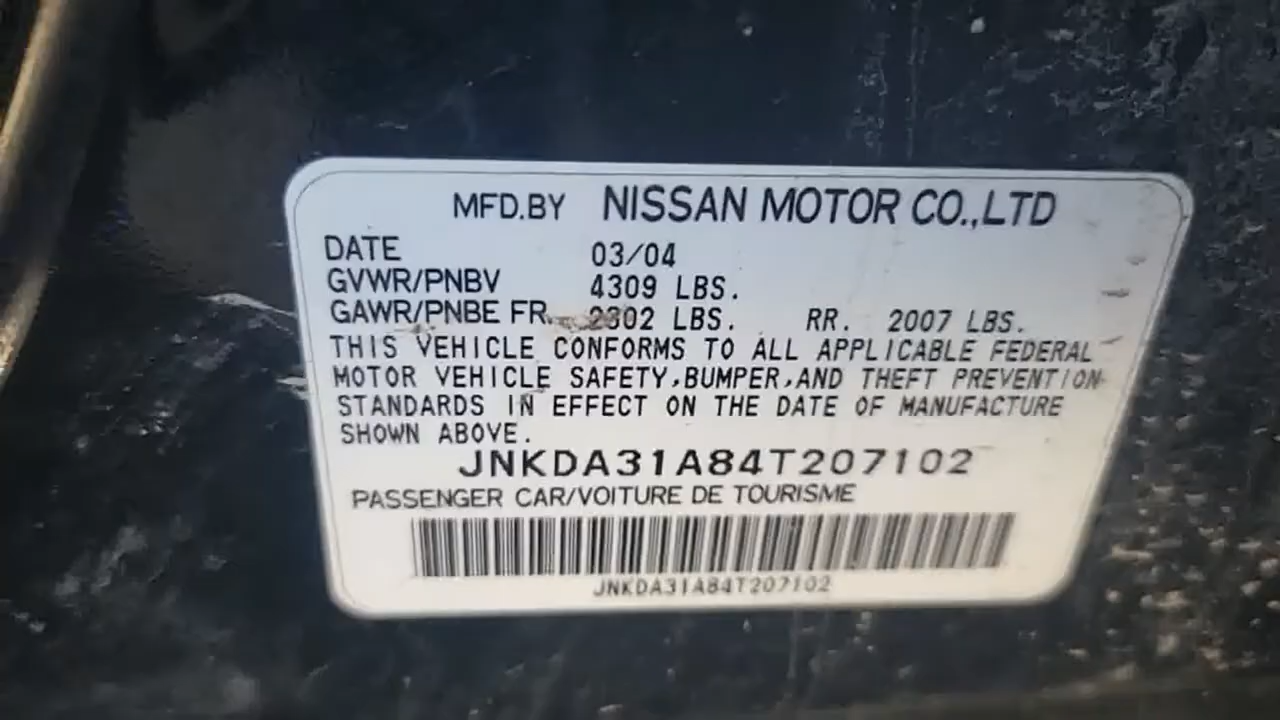 MFD.BY NISSAN MOTOR CO.,LTD
DATE 03/04
GVWR/PNBV 4309 LBS.
GAWR/PNBE FR. 2302 LBS. RR. 2007 LBS.
THIS VEHICLE CONFORMS TO ALL APPLICABLE FEDERAL
MOTOR VEHICLE SAFETY,BUMPER,AND THEFT PREVENTION
STANDARDS IN EFFECT ON THE DATE OF MANUFACTURE
SHOWN ABOVE.
JNKDA31A84T207102
PASSENGER CAR/VOITURE DE TOURISME
JNKDA31A84T207102